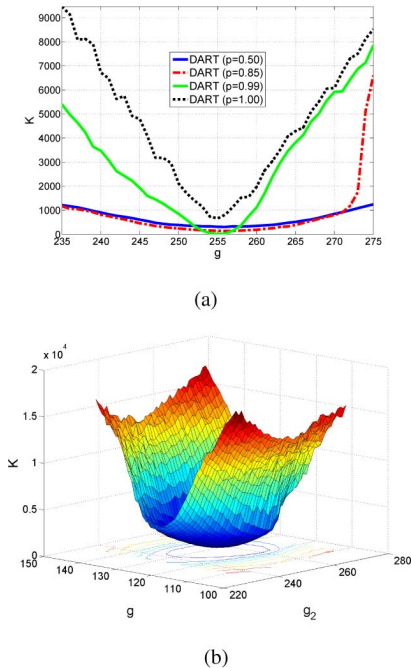 9000
8000
7000
6000
5000
4000
3000
2000
1000
0
K
DART (p=0.50)
DART (p=0.85)
DART (p=0.99)
DART (p=1.00)
235 240 245 250 255 260 265 270 275
g
(a)
x 10^4
2
1.5
1
0.5
0
K
150 140 130 120 110 100
g
220 240 260 280
g_2
(b)